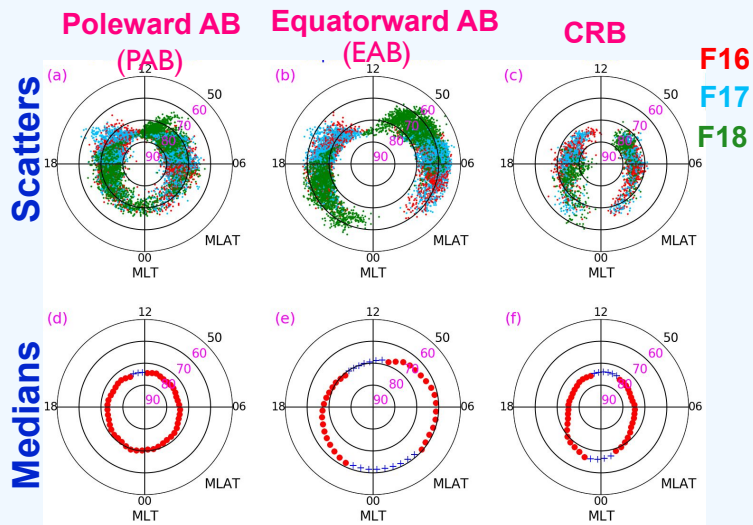 Poleward AB
(PAB)
Equatorward AB
(EAB)
CRB
F16
F17
F18
Scatters
(a)
12
50
60
70
80
90
18
06
00
MLAT
MLT
(b)
12
50
60
70
80
90
18
06
00
MLAT
MLT
(c)
12
50
60
70
80
90
18
06
00
MLAT
MLT
Medians
(d)
12
50
60
70
80
90
18
06
00
MLAT
MLT
(e)
12
50
60
70
80
90
18
06
00
MLAT
MLT
(f)
12
50
60
70
80
90
18
06
00
MLAT
MLT